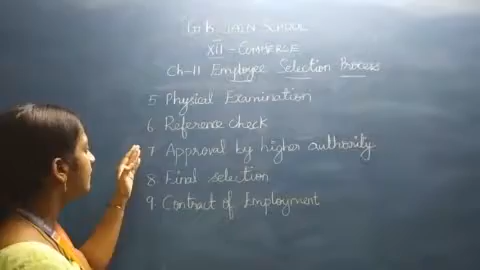 G.K. JAIN SCHOOL
XII - COMMERCE
Ch-11 Employee Selection Process
5 Physical Examination
6 Reference check
7 Approval by higher authority
8. Final selection
9. Contract of Employment